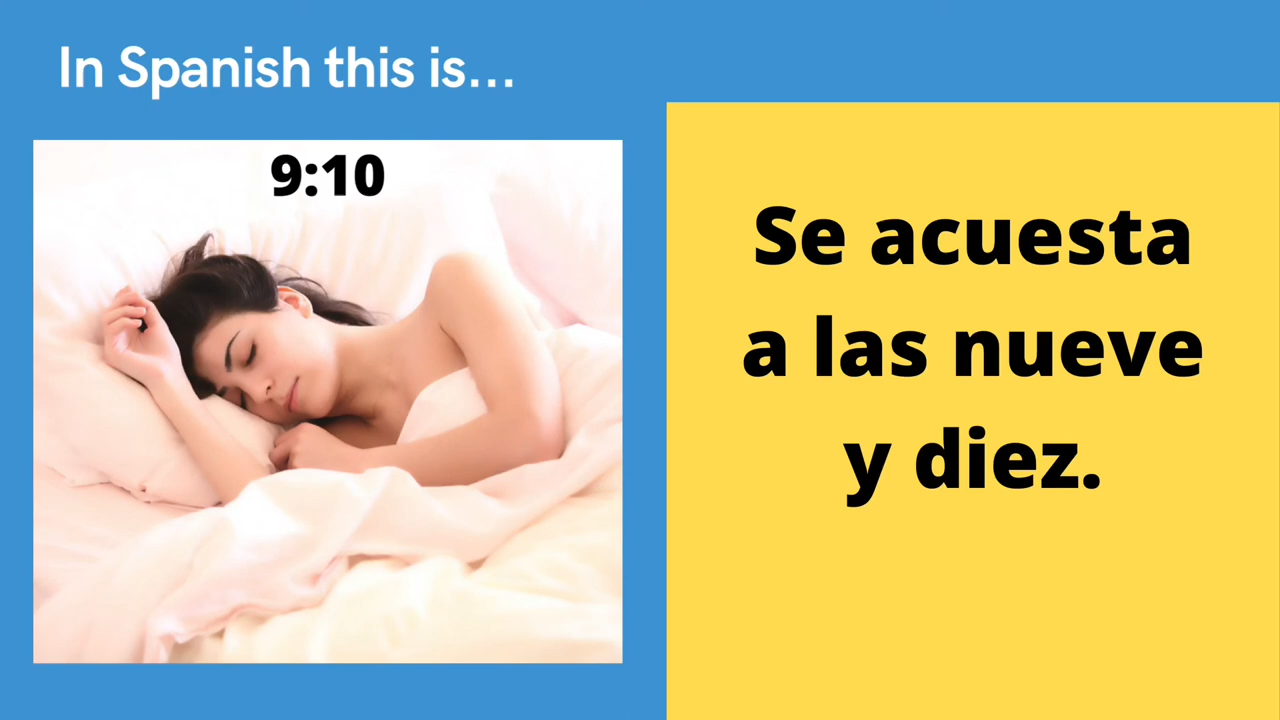 In Spanish this is...
9:10
Se acuesta
a las nueve
y diez.